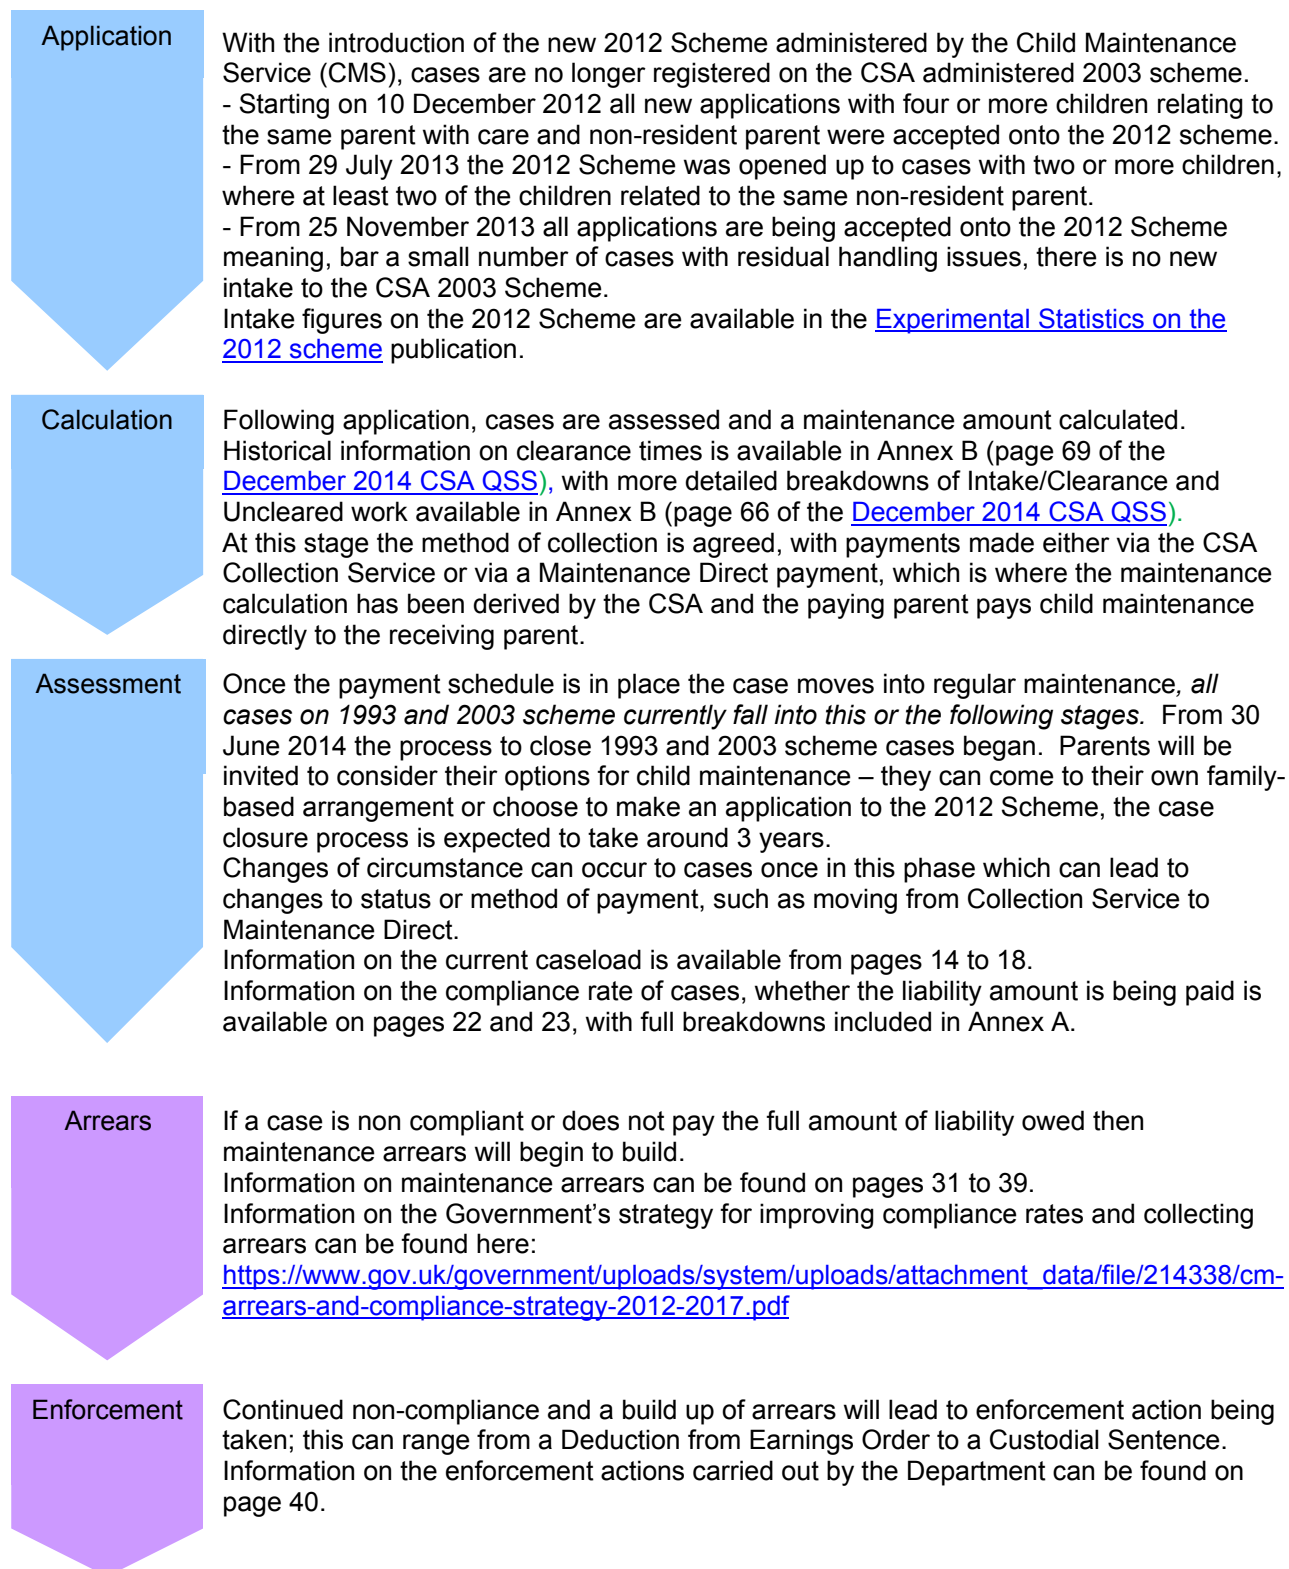 Application
With the introduction of the new 2012 Scheme administered by the Child Maintenance
Service (CMS), cases are no longer registered on the CSA administered 2003 scheme.
- Starting on 10 December 2012 all new applications with four or more children relating to
the same parent with care and non-resident parent were accepted onto the 2012 scheme.
- From 29 July 2013 the 2012 Scheme was opened up to cases with two or more children,
where at least two of the children related to the same non-resident parent.
- From 25 November 2013 all applications are being accepted onto the 2012 Scheme
meaning, bar a small number of cases with residual handling issues, there is no new
intake to the CSA 2003 Scheme.
Intake figures on the 2012 Scheme are available in the Experimental Statistics on the
2012 scheme publication.
Calculation
Following application, cases are assessed and a maintenance amount calculated.
Historical information on clearance times is available in Annex B (page 69 of the
December 2014 CSA QSS), with more detailed breakdowns of Intake/Clearance and
Uncleared work available in Annex B (page 66 of the December 2014 CSA QSS).
At this stage the method of collection is agreed, with payments made either via the CSA
Collection Service or via a Maintenance Direct payment, which is where the maintenance
calculation has been derived by the CSA and the paying parent pays child maintenance
directly to the receiving parent.
Assessment
Once the payment schedule is in place the case moves into regular maintenance, all
cases on 1993 and 2003 scheme currently fall into this or the following stages. From 30
June 2014 the process to close 1993 and 2003 scheme cases began. Parents will be
invited to consider their options for child maintenance – they can come to their own family-
based arrangement or choose to make an application to the 2012 Scheme, the case
closure process is expected to take around 3 years.
Changes of circumstance can occur to cases once in this phase which can lead to
changes to status or method of payment, such as moving from Collection Service to
Maintenance Direct.
Information on the current caseload is available from pages 14 to 18.
Information on the compliance rate of cases, whether the liability amount is being paid is
available on pages 22 and 23, with full breakdowns included in Annex A.
Arrears
If a case is non compliant or does not pay the full amount of liability owed then
maintenance arrears will begin to build.
Information on maintenance arrears can be found on pages 31 to 39.
Information on the Government’s strategy for improving compliance rates and collecting
arrears can be found here:
https://www.gov.uk/government/uploads/system/uploads/attachment_data/file/214338/cm-
arrears-and-compliance-strategy-2012-2017.pdf
Enforcement
Continued non-compliance and a build up of arrears will lead to enforcement action being
taken; this can range from a Deduction from Earnings Order to a Custodial Sentence.
Information on the enforcement actions carried out by the Department can be found on
page 40.